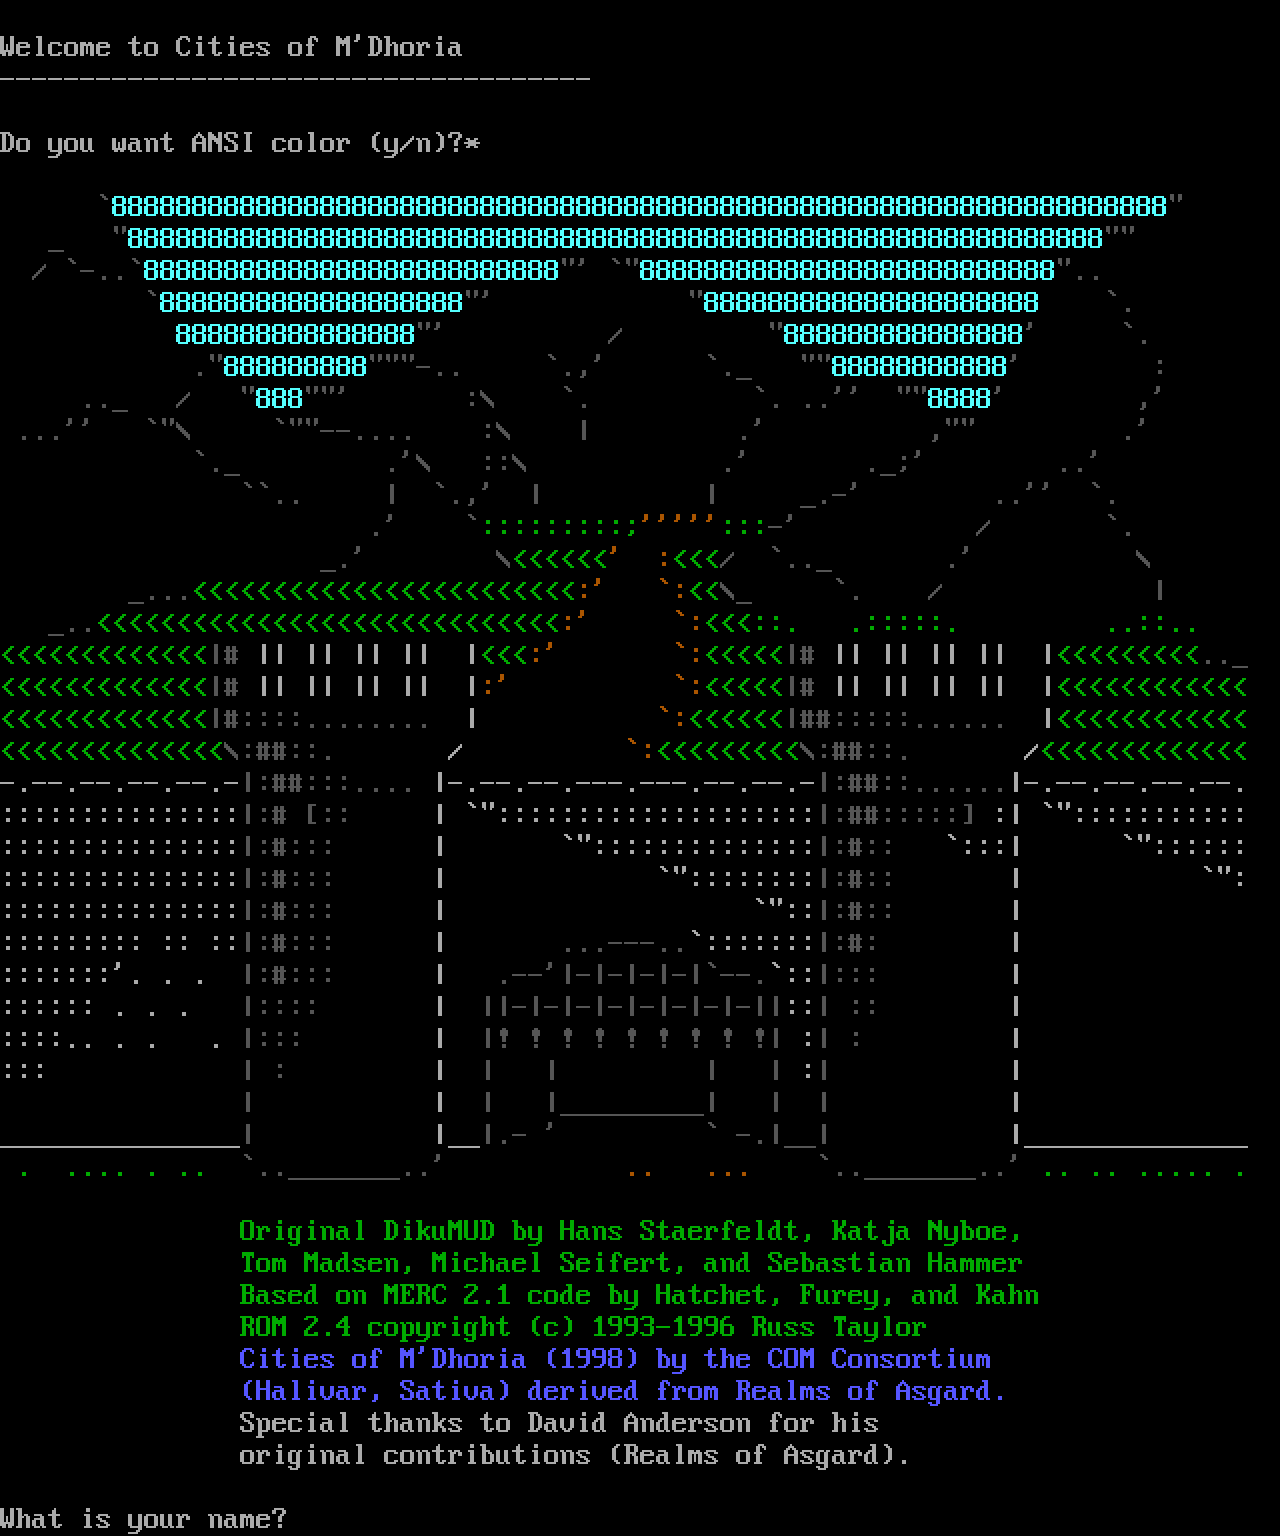 Welcome to Cities of M'Dhoria
-------------------------------------
Do you want ANSI color (y/n)?*
Original DikuMUD by Hans Staerfeldt, Katja Nyboe,
Tom Madsen, Michael Seifert, and Sebastian Hammer
Based on MERC 2.1 code by Hatchet, Furey, and Kahn
ROM 2.4 copyright (c) 1993-1996 Russ Taylor
Cities of M'Dhoria (1998) by the COM Consortium
(Halivar, Sativa) derived from Realms of Asgard.
Special thanks to David Anderson for his
original contributions (Realms of Asgard).
What is your name?